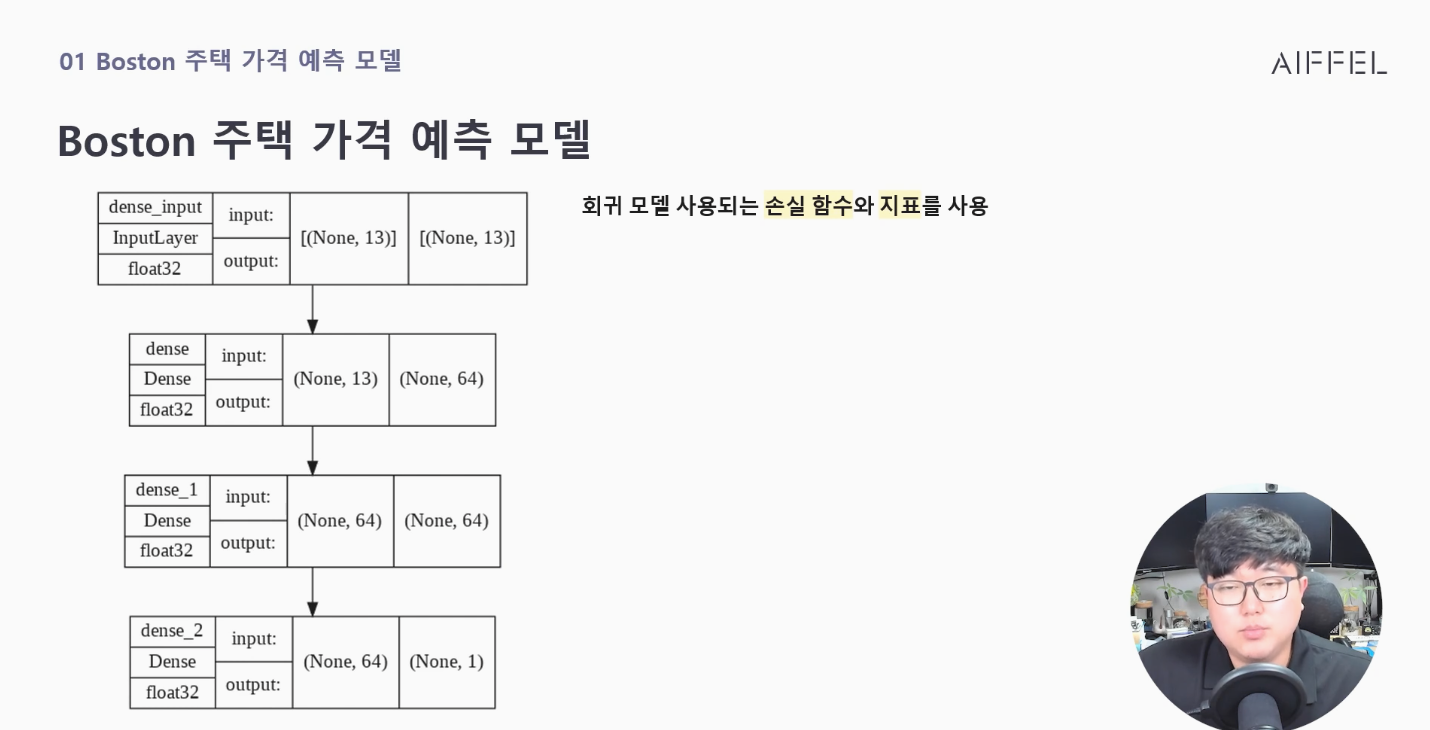 01 Boston 주택 가격 예측 모델
AIFFEL
Boston 주택 가격 예측 모델
회귀 모델 사용되는 손실 함수와 지표를 사용
dense_input
InputLayer
float32
input:
output:
[(None, 13)]
[(None, 13)]
dense
Dense
float32
input:
output:
(None, 13)
(None, 64)
dense_1
Dense
float32
input:
output:
(None, 64)
(None, 64)
dense_2
Dense
float32
input:
output:
(None, 64)
(None, 1)